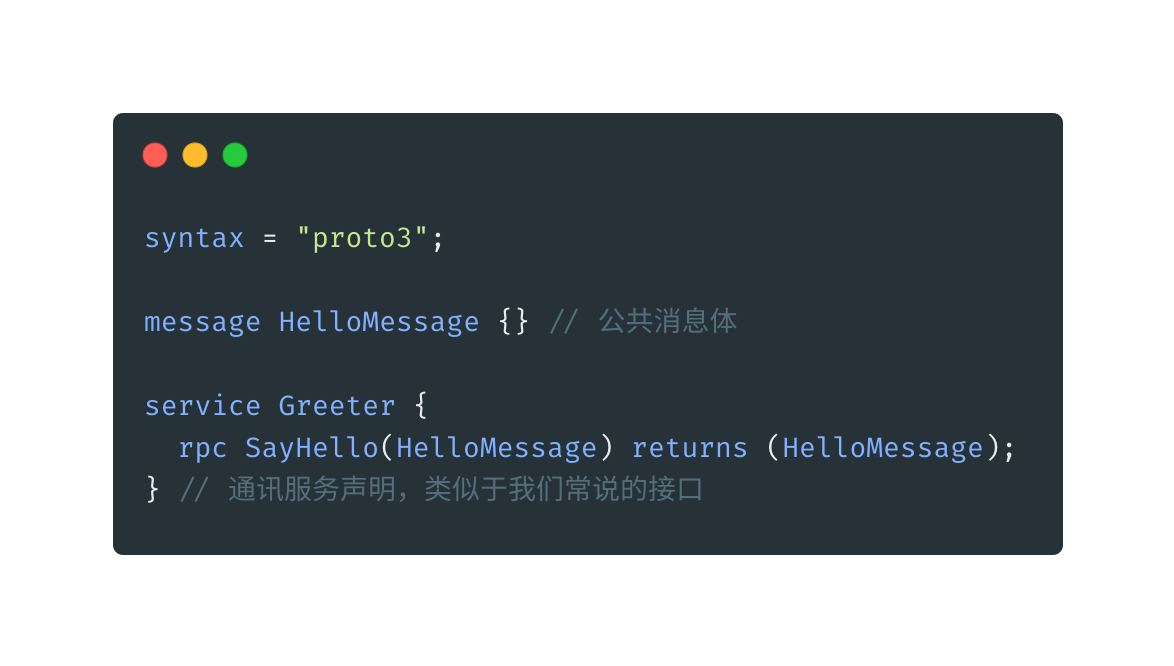 syntax = "proto3";
message HelloMessage {} // 公共消息体
service Greeter {
  rpc SayHello(HelloMessage) returns (HelloMessage);
} // 通讯服务声明，类似于我们常说的接口